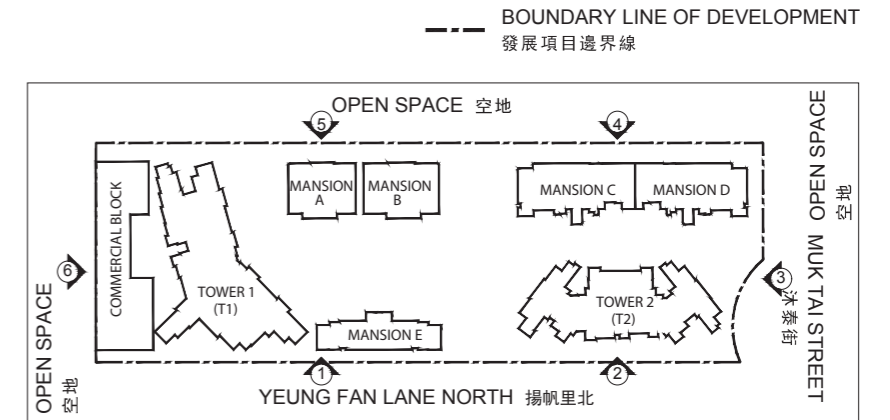 BOUNDARY LINE OF DEVELOPMENT
發展項目邊界線
OPEN SPACE 空地
5
4
MANSION
A
MANSION
B
MANSION C
MANSION D
COMMERCIAL BLOCK
TOWER 1
(T1)
TOWER 2
(T2)
MANSION E
6
3
1
2
OPEN SPACE
空地
MUK TAI STREET
沐泰街
OPEN SPACE
空地
YEUNG FAN LANE NORTH 揚帆里北